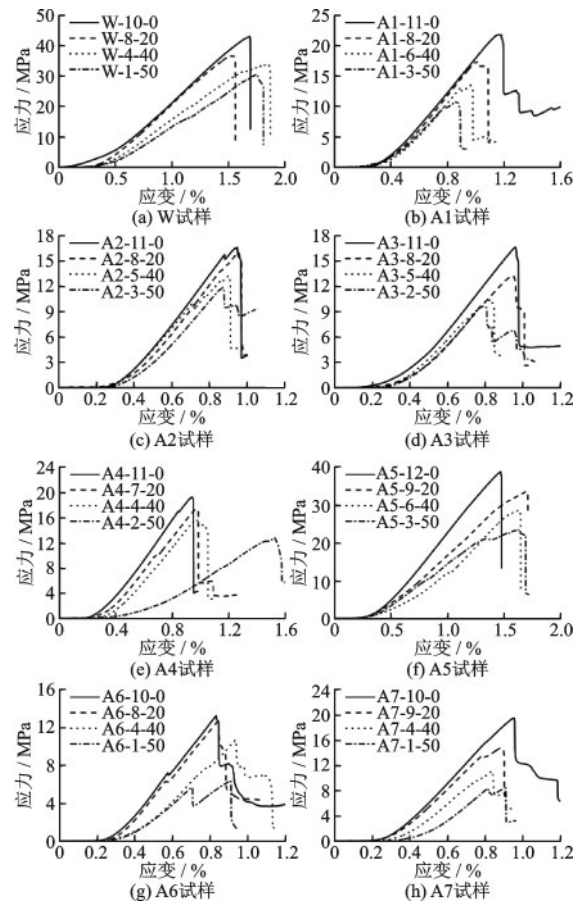 50
40
30
20
10
0
应力 / MPa
W-10-0
W-8-20
W-4-40
W-1-50
0.5
1.0
1.5
2.0
应变 / %
(a) W试样
25
20
15
10
5
0
应力 / MPa
A1-11-0
A1-8-20
A1-6-40
A1-3-50
0.4
0.8
1.2
1.6
应变 / %
(b) A1试样
18
15
12
9
6
3
0
应力 / MPa
A2-11-0
A2-8-20
A2-5-40
A2-3-50
0.2
0.4
0.6
0.8
1.0
1.2
应变 / %
(c) A2试样
18
15
12
9
6
3
0
应力 / MPa
A3-11-0
A3-8-20
A3-5-40
A3-2-50
0.2
0.4
0.6
0.8
1.0
1.2
应变 / %
(d) A3试样
24
20
16
12
8
4
0
应力 / MPa
A4-11-0
A4-7-20
A4-4-40
A4-2-50
0.4
0.8
1.2
1.6
应变 / %
(e) A4试样
40
30
20
10
0
应力 / MPa
A5-12-0
A5-9-20
A5-6-40
A5-3-50
0.5
1.0
1.5
2.0
应变 / %
(f) A5试样
16
12
8
4
0
应力 / MPa
A6-10-0
A6-8-20
A6-4-40
A6-1-50
0.2
0.4
0.6
0.8
1.0
1.2
应变 / %
(g) A6试样
24
20
16
12
8
4
0
应力 / MPa
A7-10-0
A7-9-20
A7-4-40
A7-1-50
0.2
0.4
0.6
0.8
1.0
1.2
应变 / %
(h) A7试样